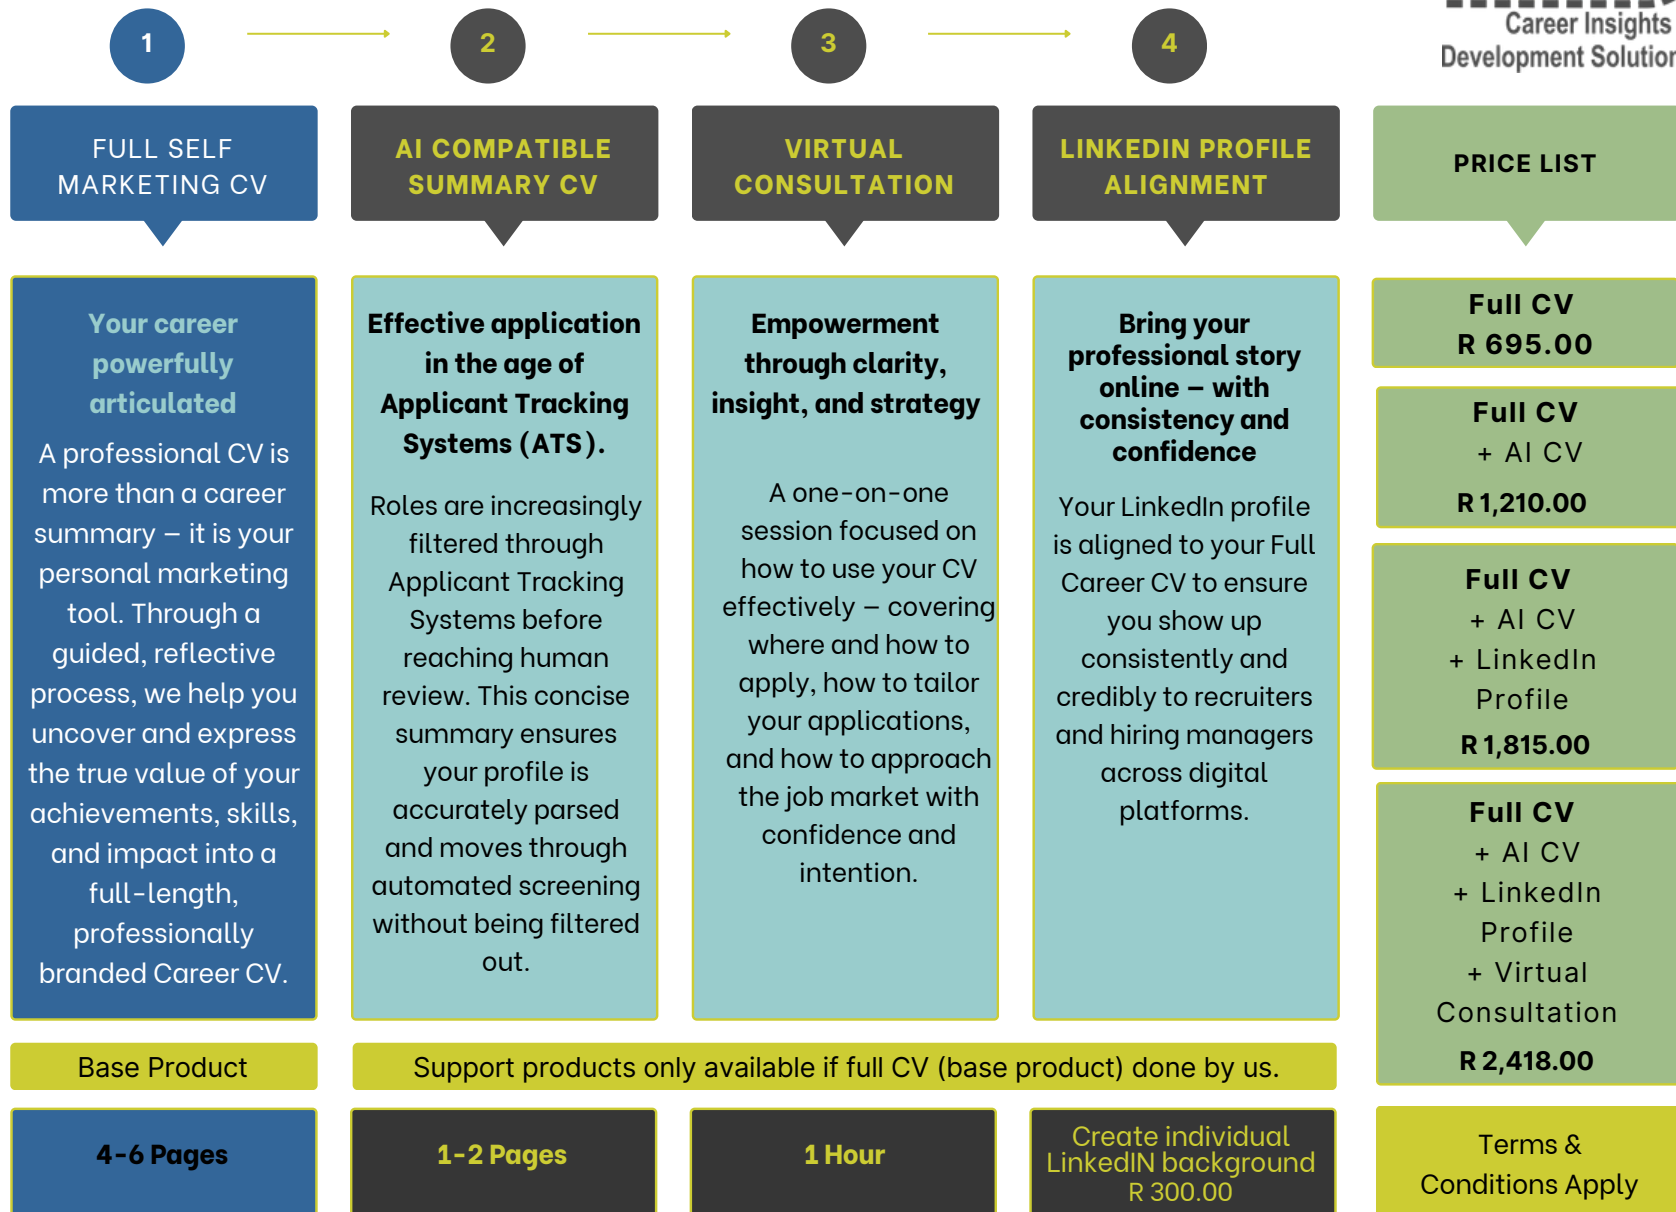 1
2
3
4
Career Insights
Development Solution
FULL SELF
MARKETING CV
AI COMPATIBLE
SUMMARY CV
VIRTUAL
CONSULTATION
LINKEDIN PROFILE
ALIGNMENT
PRICE LIST
Your career
powerfully
articulated
A professional CV is
more than a career
summary – it is your
personal marketing
tool. Through a
guided, reflective
process, we help you
uncover and express
the true value of your
achievements, skills,
and impact into a
full-length,
professionally
branded Career CV.
Effective application
in the age of
Applicant Tracking
Systems (ATS).
Roles are increasingly
filtered through
Applicant Tracking
Systems before
reaching human
review. This concise
summary ensures
your profile is
accurately parsed
and moves through
automated screening
without being filtered
out.
Empowerment
through clarity,
insight, and strategy
A one-on-one
session focused on
how to use your CV
effectively – covering
where and how to
apply, how to tailor
your applications,
and how to approach
the job market with
confidence and
intention.
Bring your
professional story
online – with
consistency and
confidence
Your LinkedIn profile
is aligned to your Full
Career CV to ensure
you show up
consistently and
credibly to recruiters
and hiring managers
across digital
platforms.
Full CV
R 695.00
Full CV
+ AI CV
R 1,210.00
Full CV
+ AI CV
+ LinkedIn
Profile
R 1,815.00
Full CV
+ AI CV
+ LinkedIn
Profile
+ Virtual
Consultation
R 2,418.00
Base Product
Support products only available if full CV (base product) done by us.
4-6 Pages
1-2 Pages
1 Hour
Create individual
LinkedIN background
R 300.00
Terms &
Conditions Apply